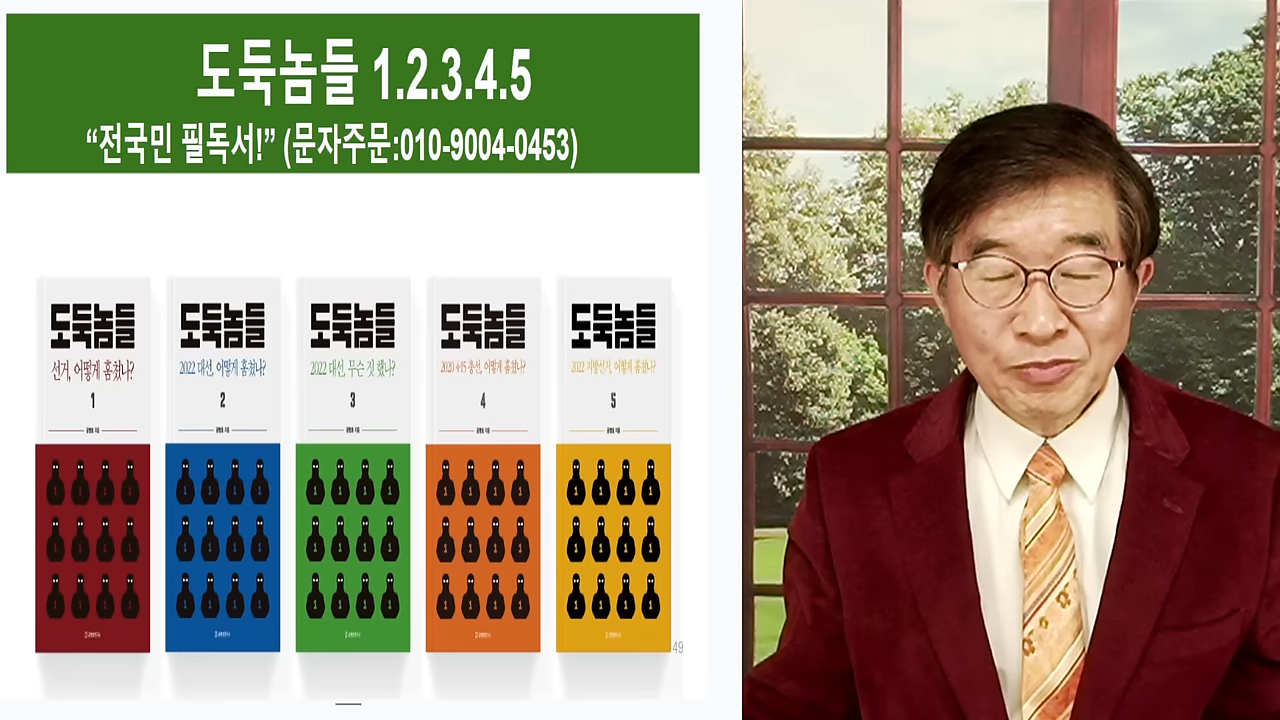 도둑놈들 1.2.3.4.5
“전국민 필독서!” (문자주문:010-9004-0453)
도둑놈들
선거, 어떻게 훔쳤나?
1
도둑놈들
2022 대선, 어떻게 훔쳤나?
2
도둑놈들
2022 대선, 무슨 짓 했나?
3
도둑놈들
2020 4·15 총선, 어떻게 훔쳤나?
4
도둑놈들
2022 지방선거, 어떻게 훔쳤나?
5
49